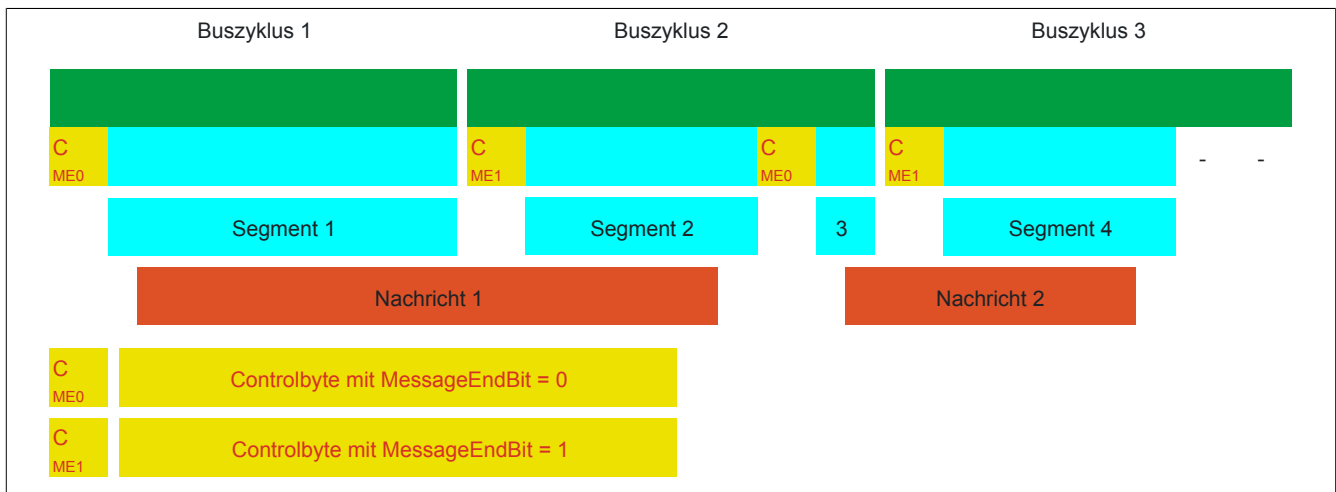 Buszyklus 1 Buszyklus 2 Buszyklus 3
C C C C
ME0 ME1 ME0 ME1 - -
Segment 1 Segment 2 3 Segment 4
Nachricht 1 Nachricht 2
C
ME0
Controlbyte mit MessageEndBit = 0
C
ME1
Controlbyte mit MessageEndBit = 1